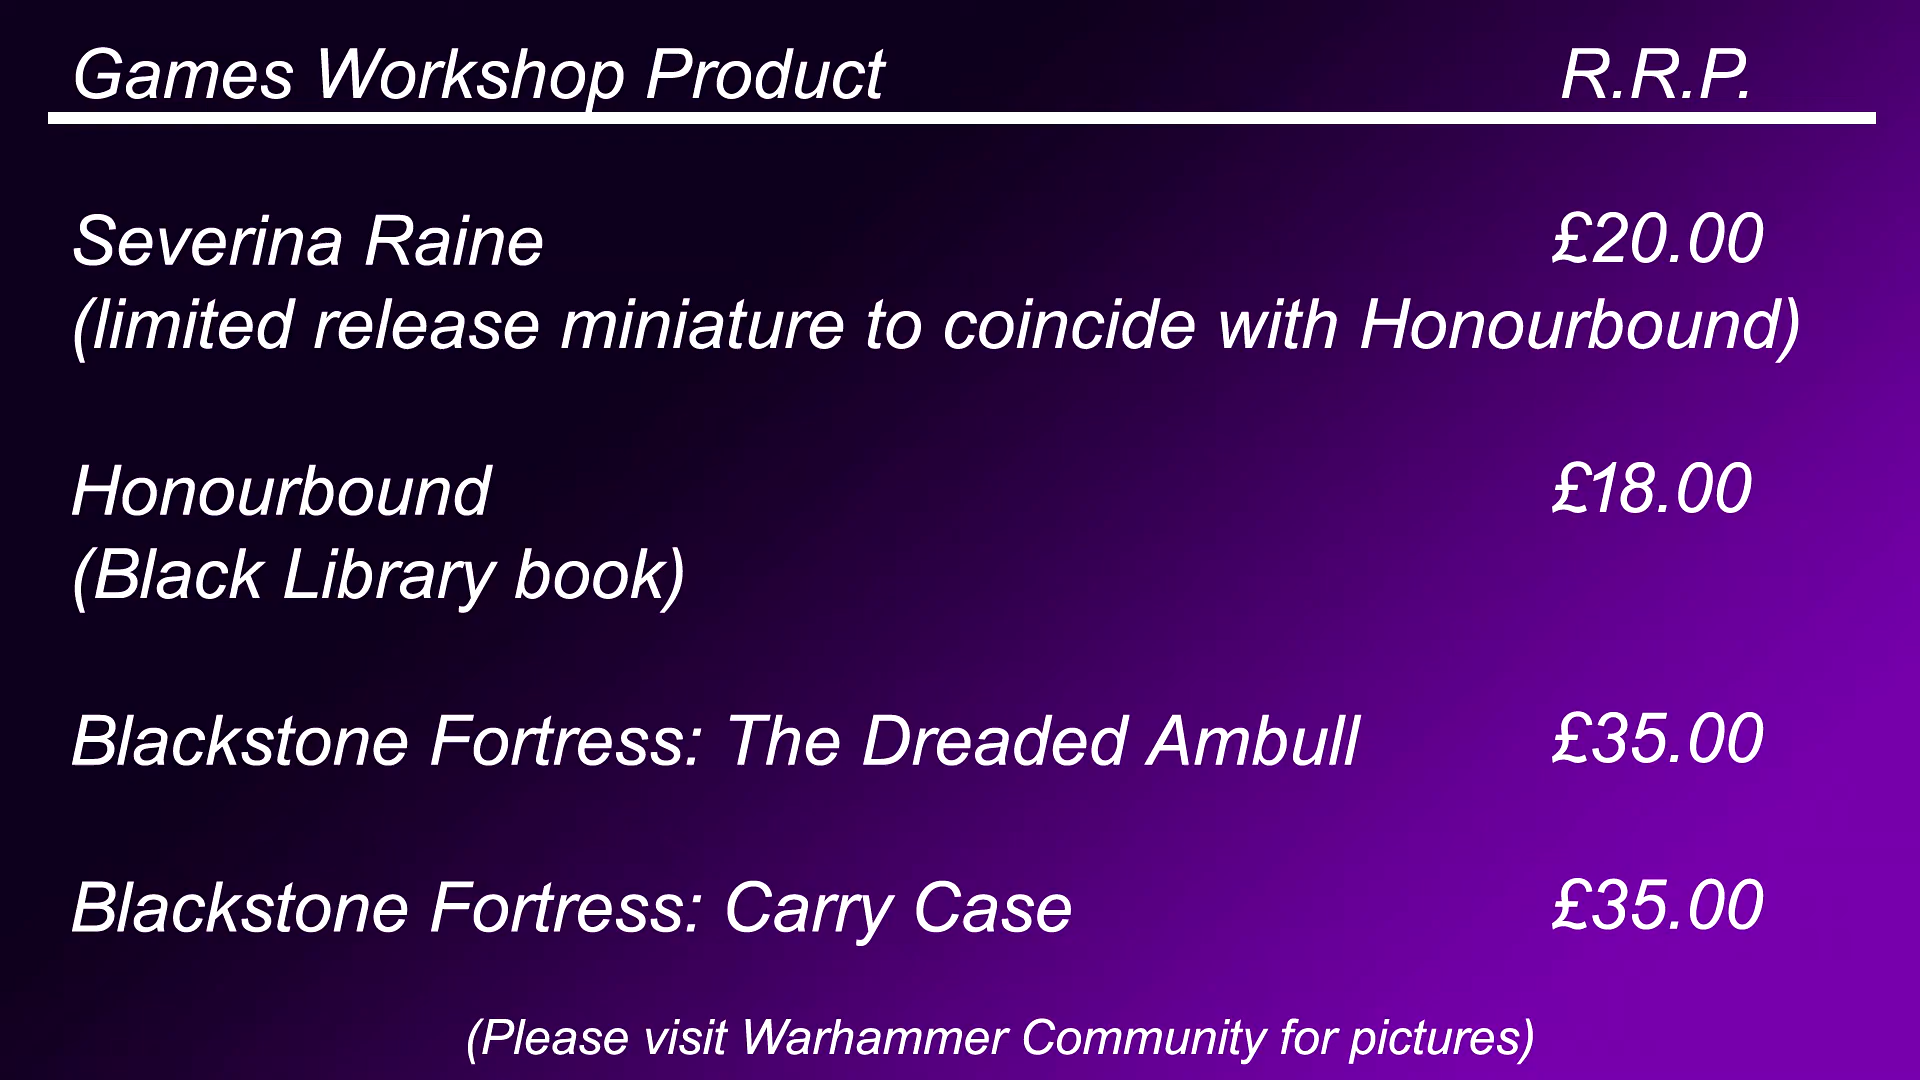 Games Workshop Product R.R.P.
Severina Raine £20.00
(limited release miniature to coincide with Honourbound)
Honourbound £18.00
(Black Library book)
Blackstone Fortress: The Dreaded Ambull £35.00
Blackstone Fortress: Carry Case £35.00
(Please visit Warhammer Community for pictures)